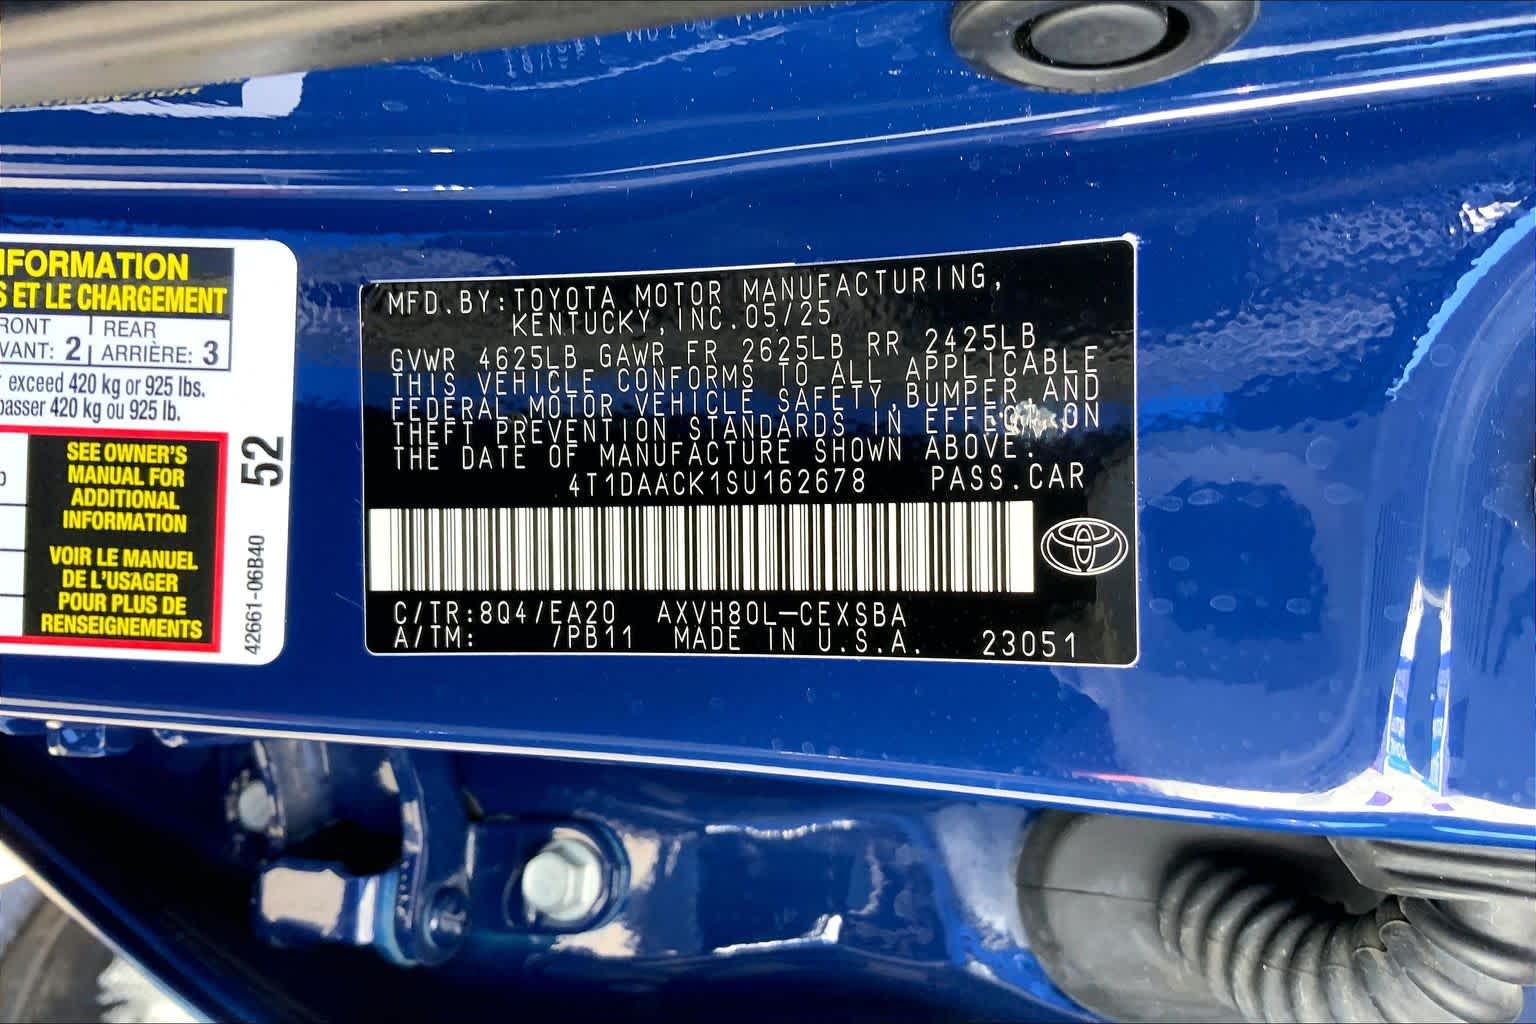 INFORMATION
S ET LE CHARGEMENT
RONT
VANT: 2
REAR
ARRIÈRE: 3
exceed 420 kg or 925 lbs.
passer 420 kg ou 925 lb.
SEE OWNER'S
MANUAL FOR
ADDITIONAL
INFORMATION
VOIR LE MANUEL
DE L'USAGER
POUR PLUS DE
RENSEIGNEMENTS
52
42661-06B40
MFD.BY:TOYOTA MOTOR MANUFACTURING,
KENTUCKY,INC.05/25
GVWR 4625LB GAWR FR 2625LB RR 2425LB
THIS VEHICLE CONFORMS TO ALL APPLICABLE
FEDERAL MOTOR VEHICLE SAFETY,BUMPER,AND
THEFT PREVENTION STANDARDS IN EFFECT ON
THE DATE OF MANUFACTURE SHOWN ABOVE.
4T1DAACK1SU162678 PASS.CAR
C/TR:8Q4/EA20 AXVH80L-CEXSBA
A/TM: /PB11 MADE IN U.S.A. 23051